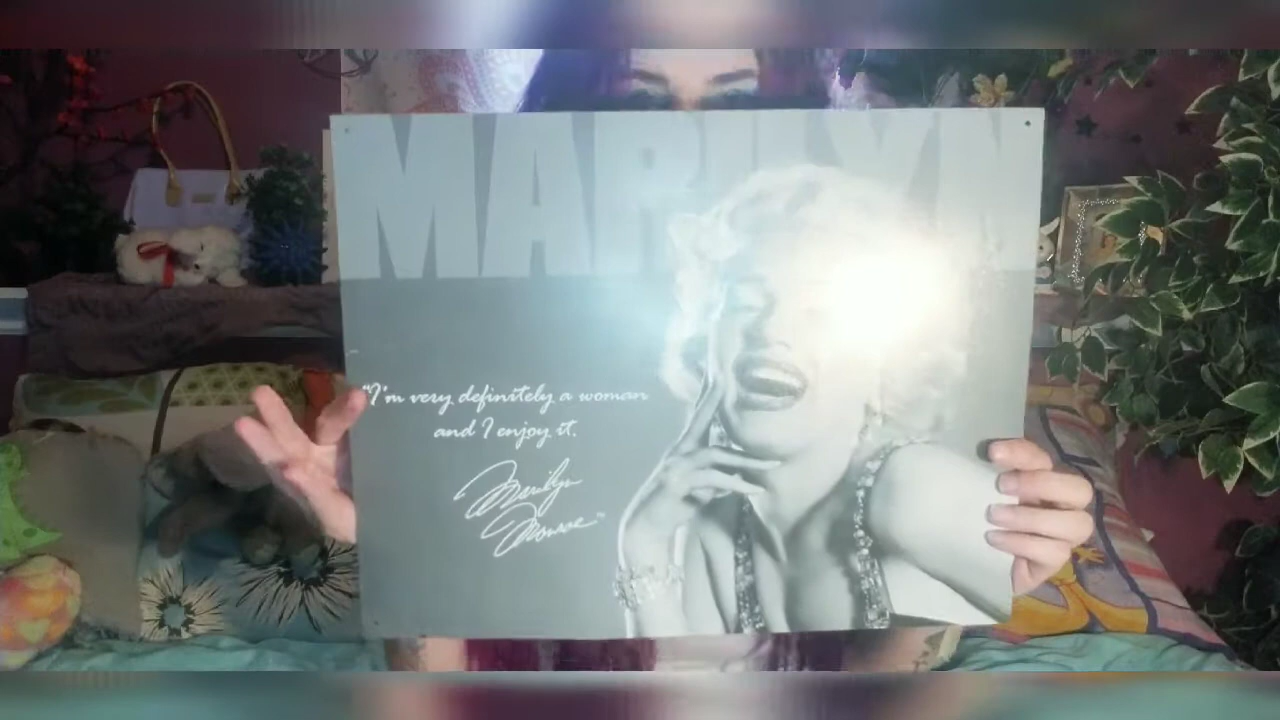 MARILYN
"I'm very definitely a woman
and I enjoy it.
Marilyn
Monroe